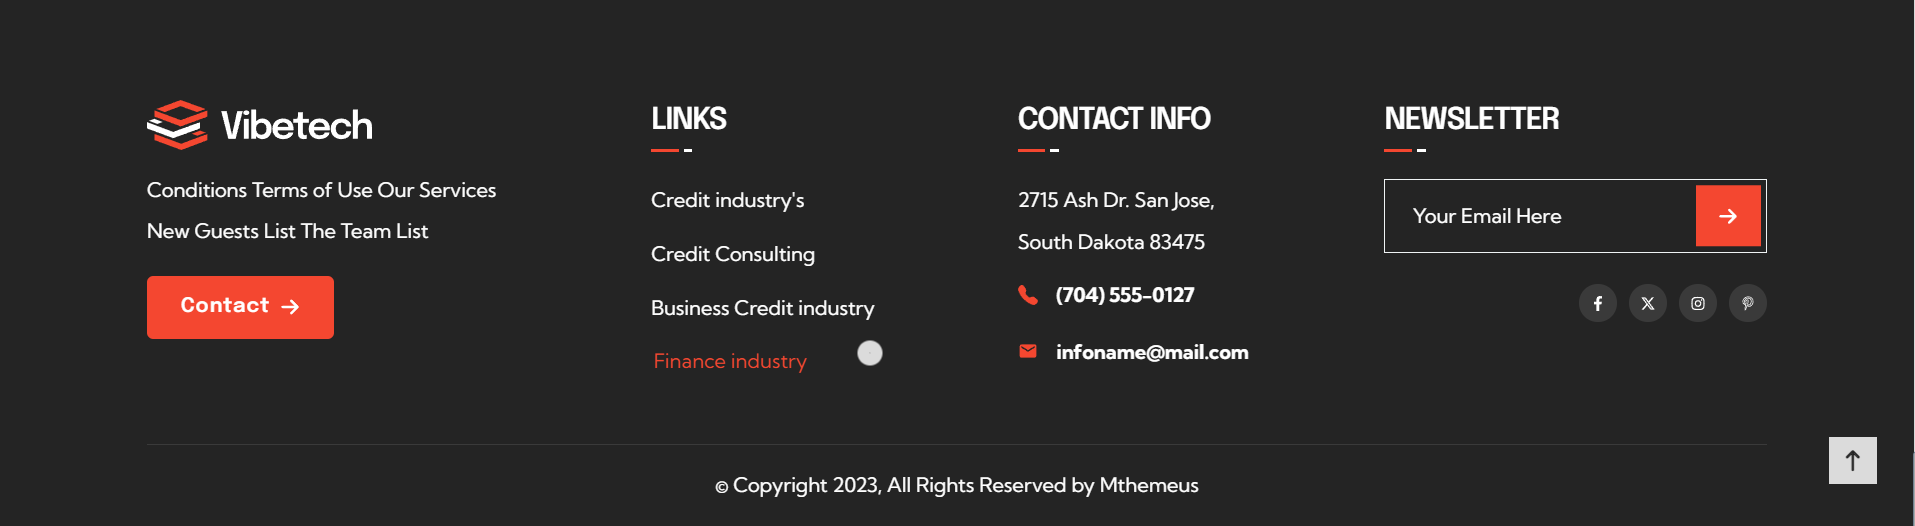 Vibetech
Conditions Terms of Use Our Services
New Guests List The Team List
Contact
LINKS
Credit industry's
Credit Consulting
Business Credit industry
Finance industry
CONTACT INFO
2715 Ash Dr. San Jose,
South Dakota 83475
(704) 555-0127
infoname@mail.com
NEWSLETTER
Your Email Here
© Copyright 2023, All Rights Reserved by Mthemeus